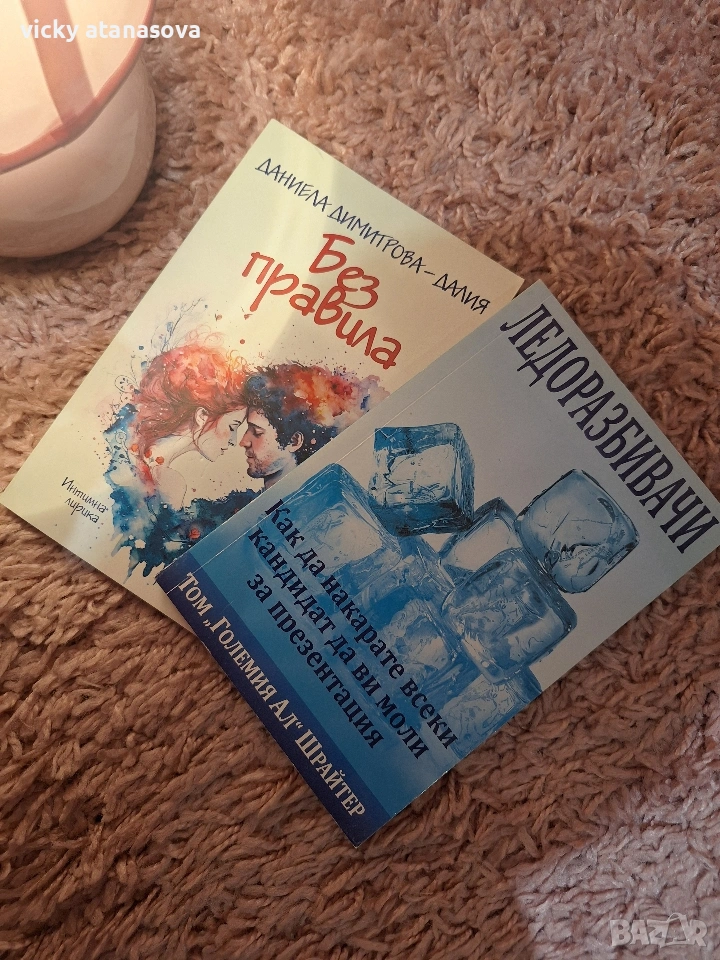 vicky atanasova
ДАНИЕЛА ДИМИТРОВА – ДАЛИЯ
Без
правила
Интимна
лирика
ЛЕДОРАЗБИВАЧИ
Как да накарате всеки
кандидат да ви моли
за презентация
ТОМ „ГОЛЕМИЯ АЛ“ ШРАЙТЕР
BAZAR